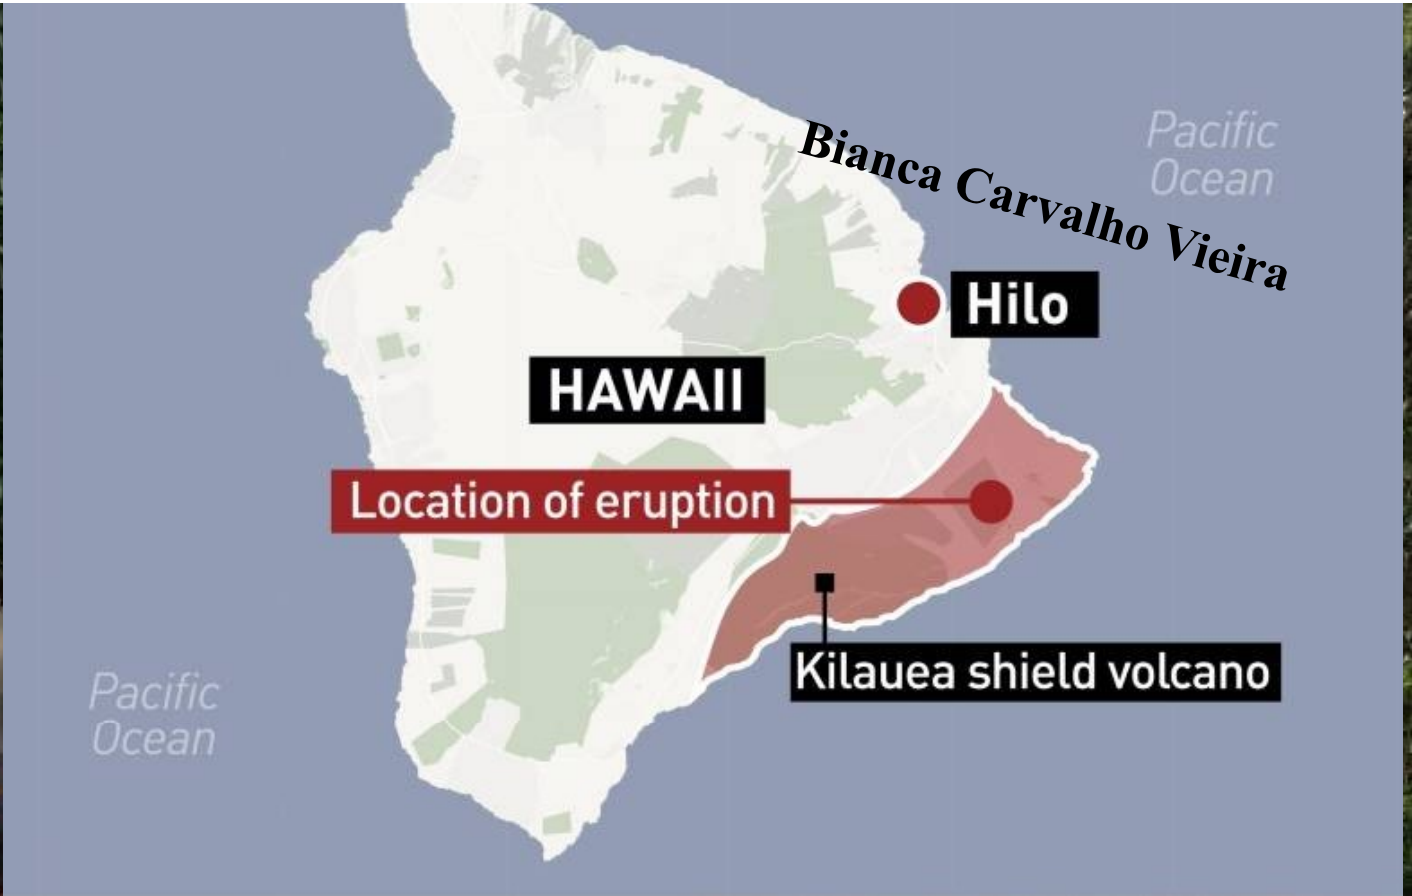 Pacific
Ocean
Bianca Carvalho Vieira
Hilo
HAWAII
Location of eruption
Kilauea shield volcano
Pacific
Ocean